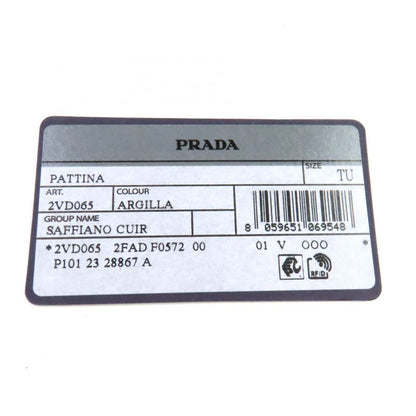 PRADA
SIZE
PATTINA TU
ART. COLOUR
2VD065 ARGILLA
GROUP NAME
SAFFIANO CUIR
8 059651 069548
*2VD065 2FAD F0572 00 01 V OOO *
P101 23 28867 A
RFID